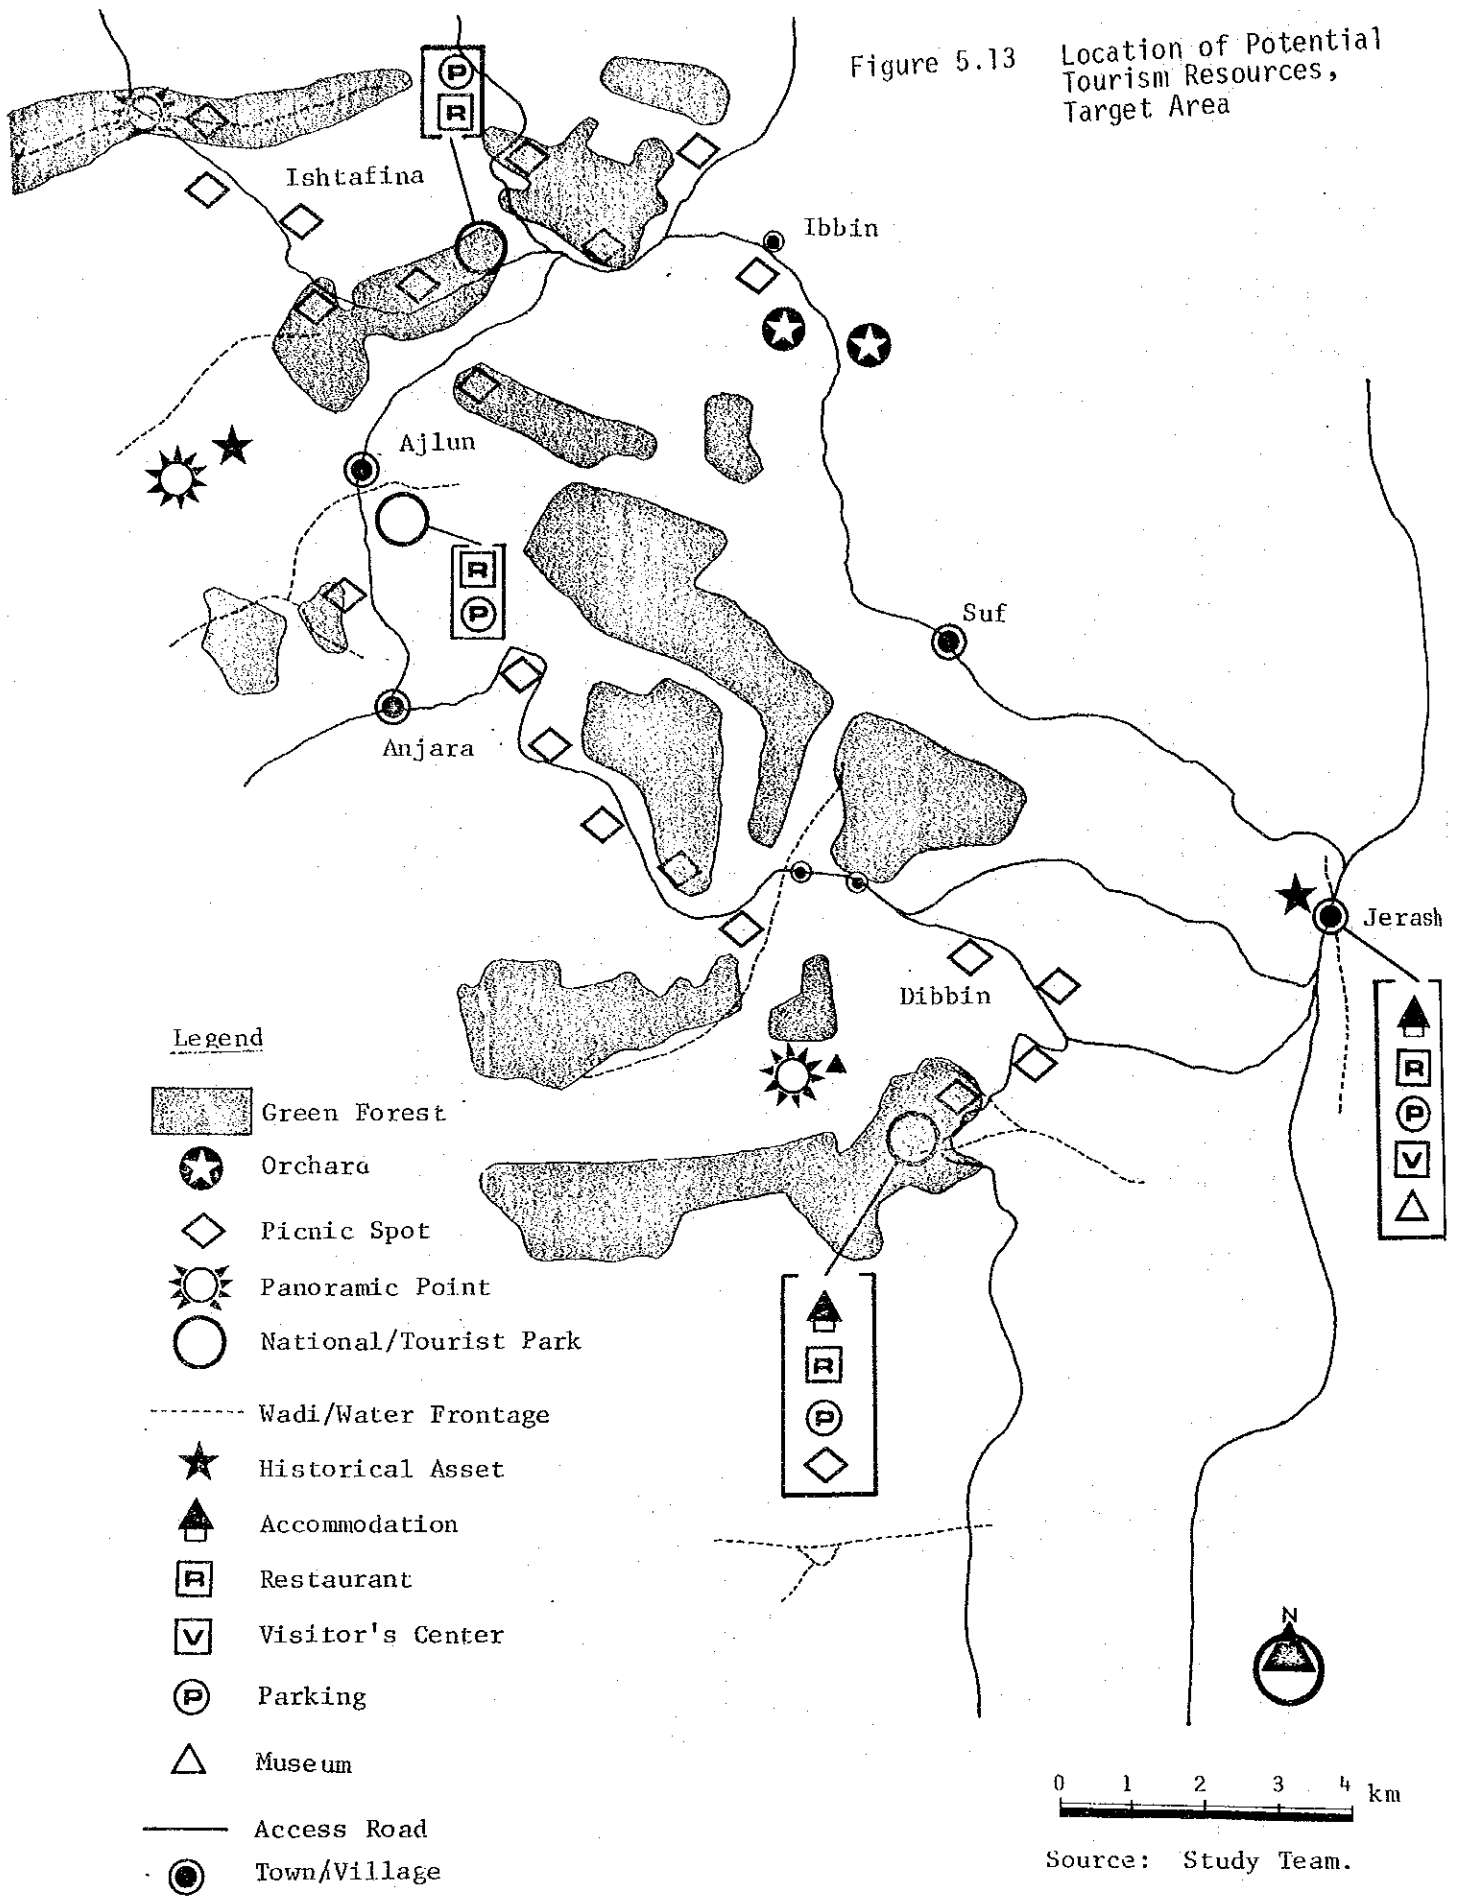 Figure 5.13 Location of Potential
Tourism Resources,
Target Area
P
R
Ishtafina
Ibbin
Ajlun
R
P
Suf
Anjara
Jerash
Dibbin
R
P
V
R
P
Legend
Green Forest
Orchard
Picnic Spot
Panoramic Point
National/Tourist Park
Wadi/Water Frontage
Historical Asset
Accommodation
R Restaurant
V Visitor's Center
P Parking
Museum
Access Road
Town/Village
N
0 1 2 3 4 km
Source: Study Team.